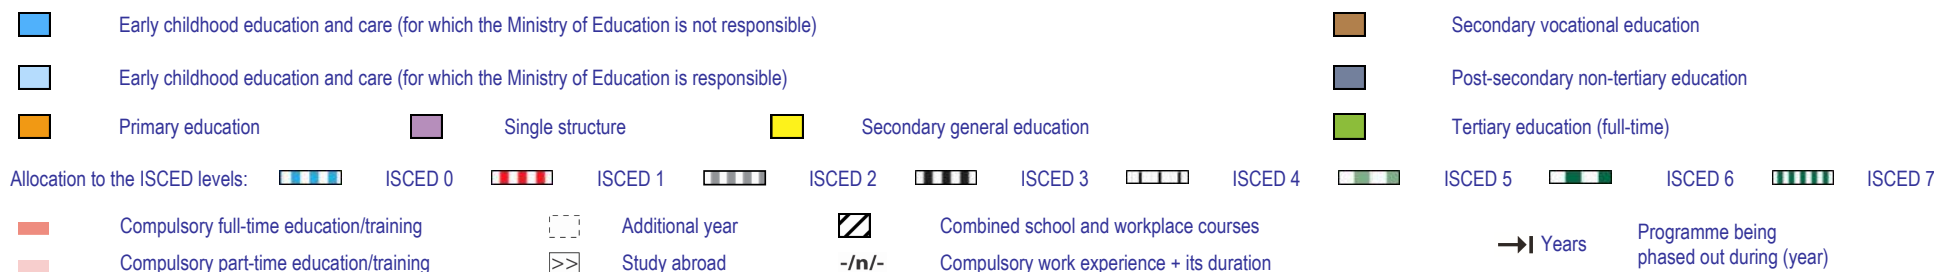 Early childhood education and care (for which the Ministry of Education is not responsible)
Secondary vocational education
Early childhood education and care (for which the Ministry of Education is responsible)
Post-secondary non-tertiary education
Primary education
Single structure
Secondary general education
Tertiary education (full-time)
Allocation to the ISCED levels: ISCED 0 ISCED 1 ISCED 2 ISCED 3 ISCED 4 ISCED 5 ISCED 6 ISCED 7
Compulsory full-time education/training
Additional year
Combined school and workplace courses
Years
Programme being
phased out during (year)
Compulsory part-time education/training
>> Study abroad
-/n/- Compulsory work experience + its duration